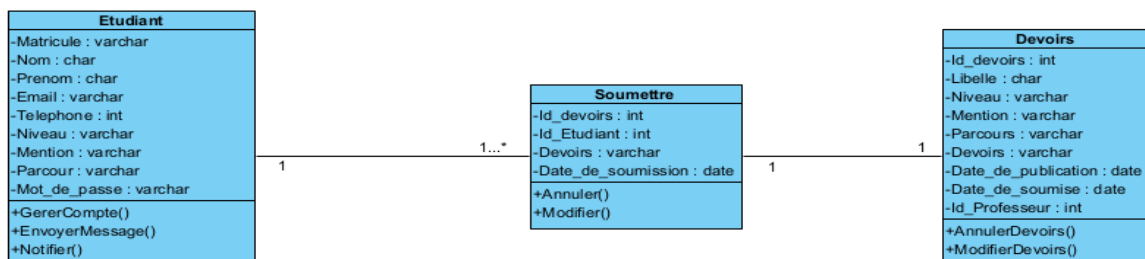 Etudiant
-Matricule : varchar
-Nom : char
-Prenom : char
-Email : varchar
-Telephone : int
-Niveau : varchar
-Mention : varchar
-Parcour : varchar
-Mot_de_passe : varchar
+GererCompte()
+EnvoyerMessage()
+Notifier()
1
1...*
Soumettre
-Id_devoirs : int
-Id_Etudiant : int
-Devoirs : varchar
-Date_de_soumission : date
+Annuler()
+Modifier()
1
1
Devoirs
-Id_devoirs : int
-Libelle : char
-Niveau : varchar
-Mention : varchar
-Parcours : varchar
-Devoirs : varchar
-Date_de_publication : date
-Date_de_soumise : date
-Id_Professeur : int
+AnnulerDevoirs()
+ModifierDevoirs()